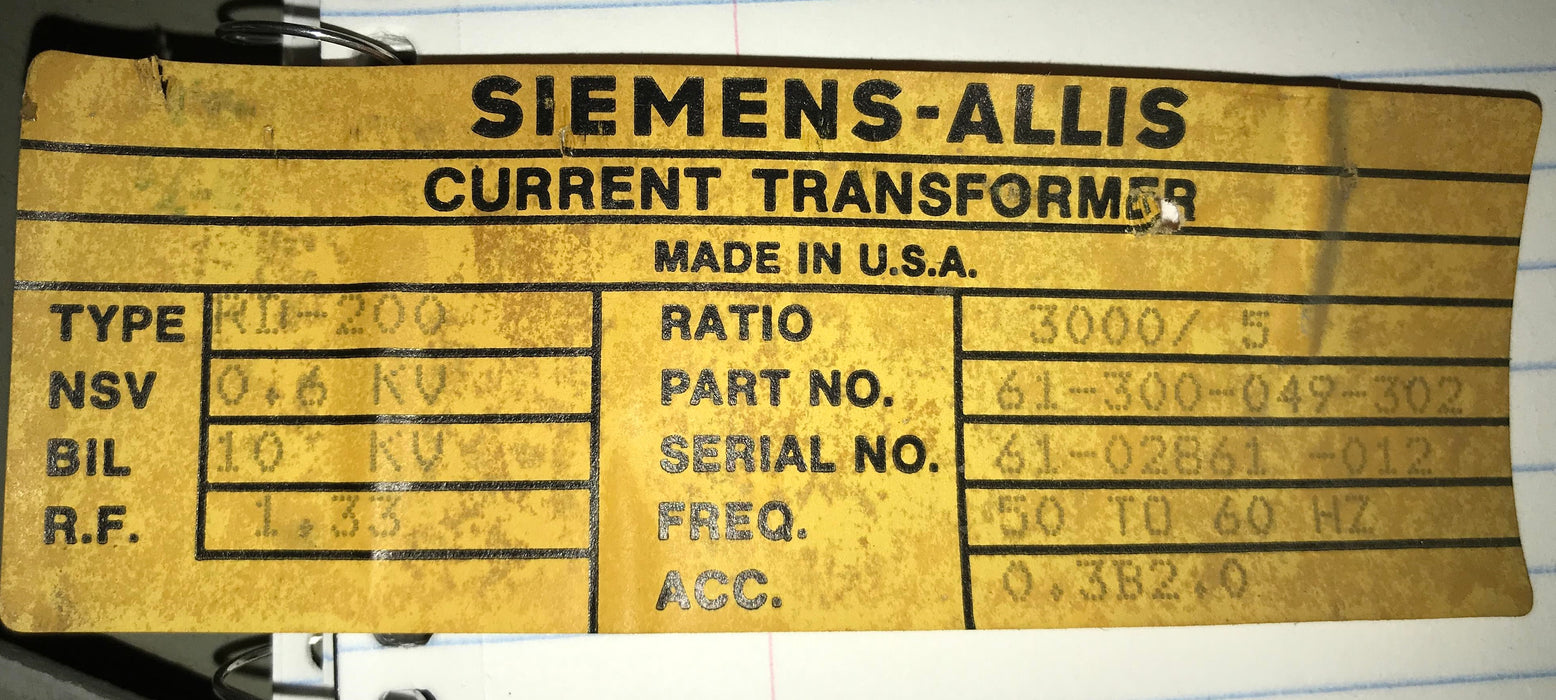 SIEMENS-ALLIS
CURRENT TRANSFORMER
MADE IN U.S.A.
TYPE
RATIO 3000/ 5
NSV 0.6 KV
PART NO. 61-300-049-302
BIL 10 KV
SERIAL NO. 61-02861 -012
R.F. 1.33
FREQ. 50 TO 60 HZ
ACC. 0.3B2.0